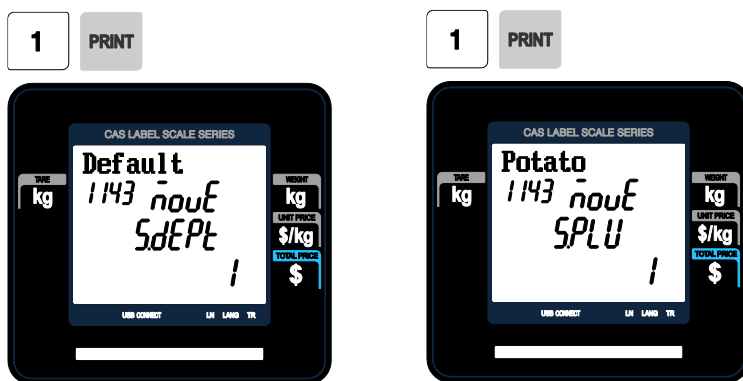 1 PRINT
CAS LABEL SCALE SERIES
Default
TARE
kg
1143 novE
S.dEPt
1
WEIGHT
kg
UNIT PRICE
$/kg
TOTAL PRICE
$
USB CONNECT LN LANG TR
1 PRINT
CAS LABEL SCALE SERIES
Potato
TARE
kg
1143 novE
S.PLU
1
WEIGHT
kg
UNIT PRICE
$/kg
TOTAL PRICE
$
USB CONNECT LN LANG TR